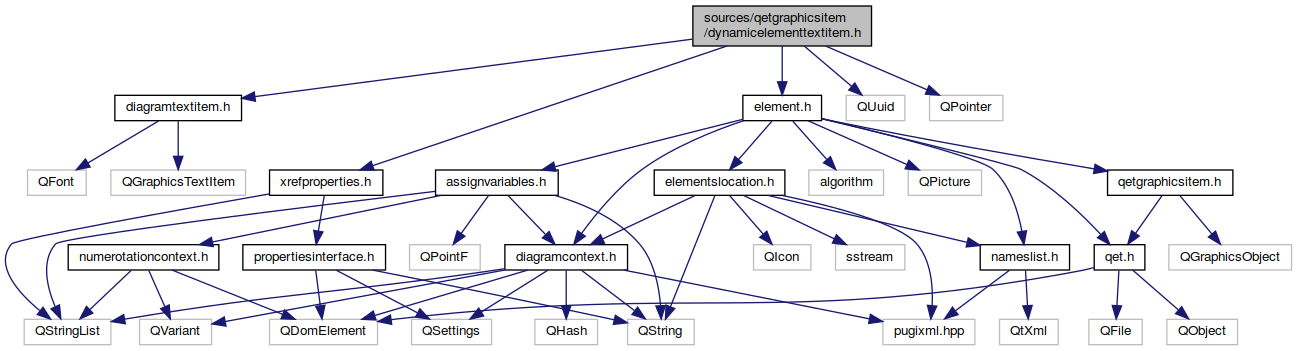 sources/qetgraphicsitem
/dynamicelementtextitem.h
diagramtextitem.h
element.h
QUuid
QPointer
QFont
QGraphicsTextItem
xrefproperties.h
assignvariables.h
elementslocation.h
algorithm
QPicture
qetgraphicsitem.h
numerotationcontext.h
propertiesinterface.h
QPointF
diagramcontext.h
QIcon
sstream
nameslist.h
qet.h
QGraphicsObject
QStringList
QVariant
QDomElement
QSettings
QHash
QString
pugixml.hpp
QtXml
QFile
QObject